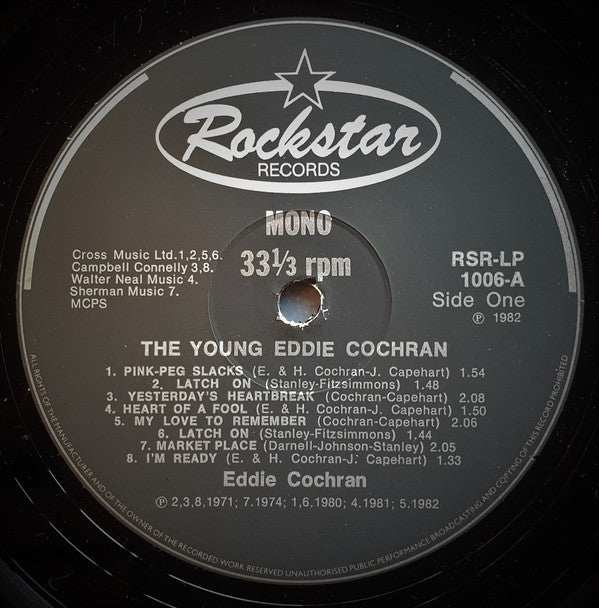 Rockstar
RECORDS
MONO
33⅓ rpm
Cross Music Ltd.1,2,5,6.
Campbell Connelly 3,8.
Walter Neal Music 4.
Sherman Music 7.
MCPS
RSR-LP
1006-A
Side One
℗ 1982
THE YOUNG EDDIE COCHRAN
1. PINK-PEG SLACKS (E. & H. Cochran-J. Capehart) 1.54
2. LATCH ON (Stanley-Fitzsimmons) 1.48
3. YESTERDAY'S HEARTBREAK (Cochran-Capehart) 2.08
4. HEART OF A FOOL (E. & H. Cochran-J. Capehart) 1.50
5. MY LOVE TO REMEMBER (Cochran-Capehart) 2.06
6. LATCH ON (Stanley-Fitzsimmons) 1.44
7. MARKET PLACE (Darnell-Johnson-Stanley) 2.05
8. I'M READY (E. & H. Cochran-J. Capehart) 1.33
Eddie Cochran
℗ 2,3,8,1971; 7.1974; 1,6.1980; 4.1981; 5.1982
ALL RIGHTS OF THE MANUFACTURER AND OF THE OWNER OF THE RECORDED WORK RESERVED UNAUTHORISED PUBLIC PERFORMANCE BROADCASTING AND COPYING OF THIS RECORD PROHIBITED